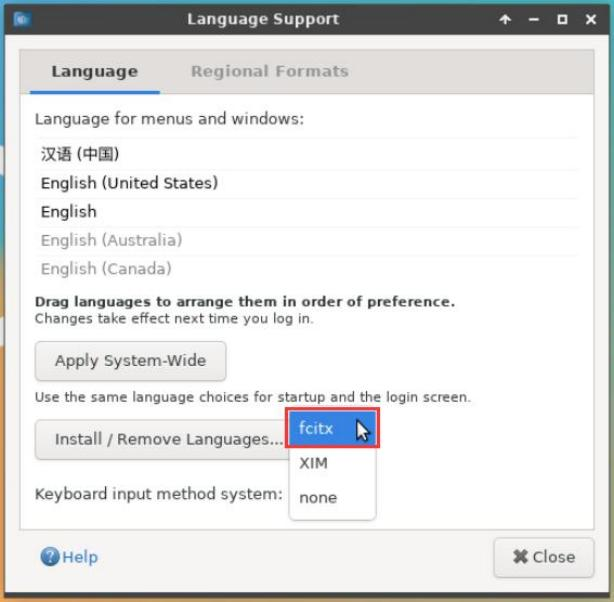 Language Support
Language Regional Formats
Language for menus and windows:
汉语 (中国)
English (United States)
English
English (Australia)
English (Canada)
Drag languages to arrange them in order of preference.
Changes take effect next time you log in.
Apply System-Wide
Use the same language choices for startup and the login screen.
Install / Remove Languages...
fcitx
XIM
Keyboard input method system:
none
Help
Close